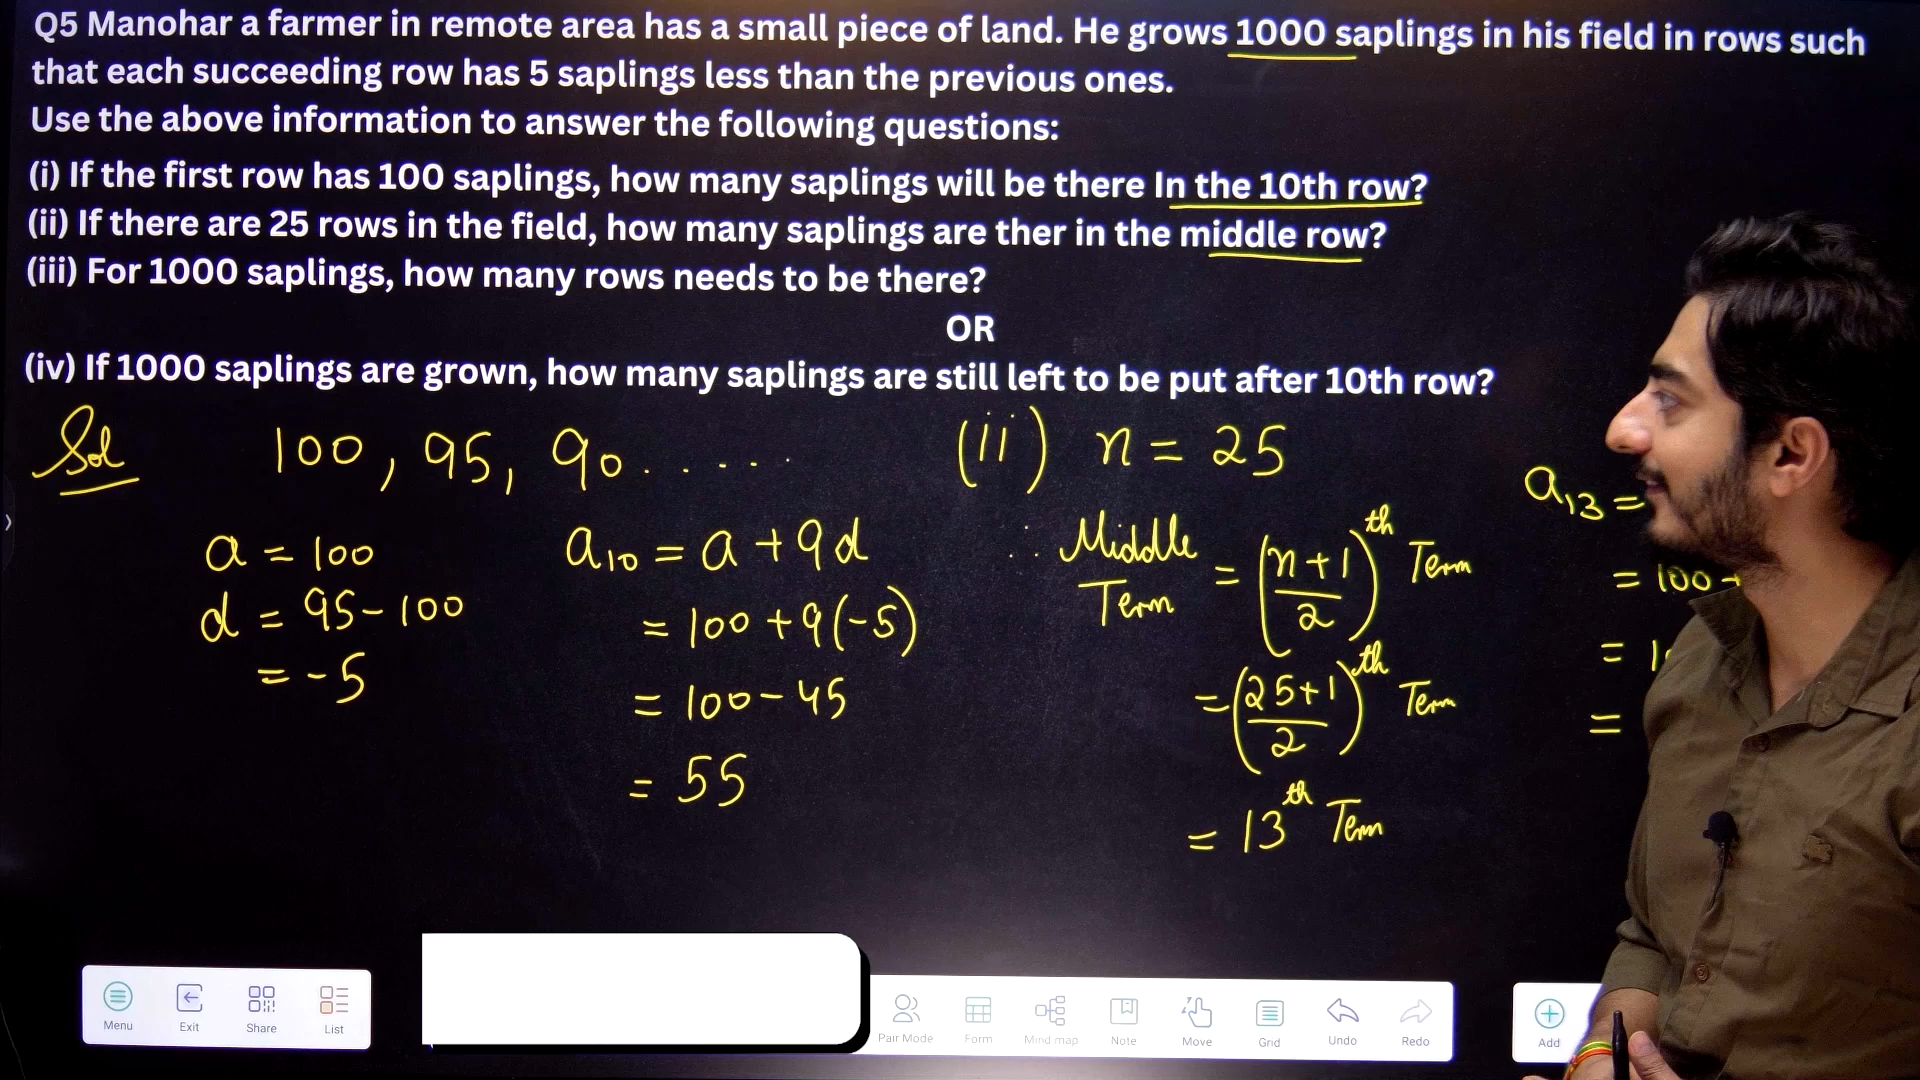 Q5 Manohar a farmer in remote area has a small piece of land. He grows 1000 saplings in his field in rows such
that each succeeding row has 5 saplings less than the previous ones.
Use the above information to answer the following questions:
(i) If the first row has 100 saplings, how many saplings will be there In the 10th row?
(ii) If there are 25 rows in the field, how many saplings are ther in the middle row?
(iii) For 1000 saplings, how many rows needs to be there?
OR
(iv) If 1000 saplings are grown, how many saplings are still left to be put after 10th row?
Sol 100, 95, 90.....
a = 100
d = 95-100
= -5
a10 = a + 9d
= 100 + 9(-5)
= 100 - 45
= 55
(ii) n = 25
∴ Middle Term = (n+1/2)th Term
= (25+1/2)th Term
= 13th Term
a13 =
= 100
=
=
Menu
Exit
Share
List
Pair Mode
Form
Mind map
Note
Move
Grid
Undo
Redo
Add